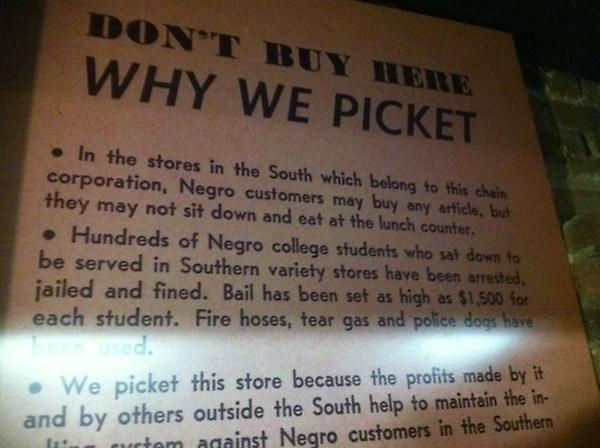 DON'T BUY HERE
WHY WE PICKET
• In the stores in the South which belong to this chain
corporation, Negro customers may buy any article, but
they may not sit down and eat at the lunch counter.
• Hundreds of Negro college students who sat down to
be served in Southern variety stores have been arrested,
jailed and fined. Bail has been set as high as $1,500 for
each student. Fire hoses, tear gas and police dogs have
been used.
• We picket this store because the profits made by it
and by others outside the South help to maintain the in-
system against Negro customers in the Southern